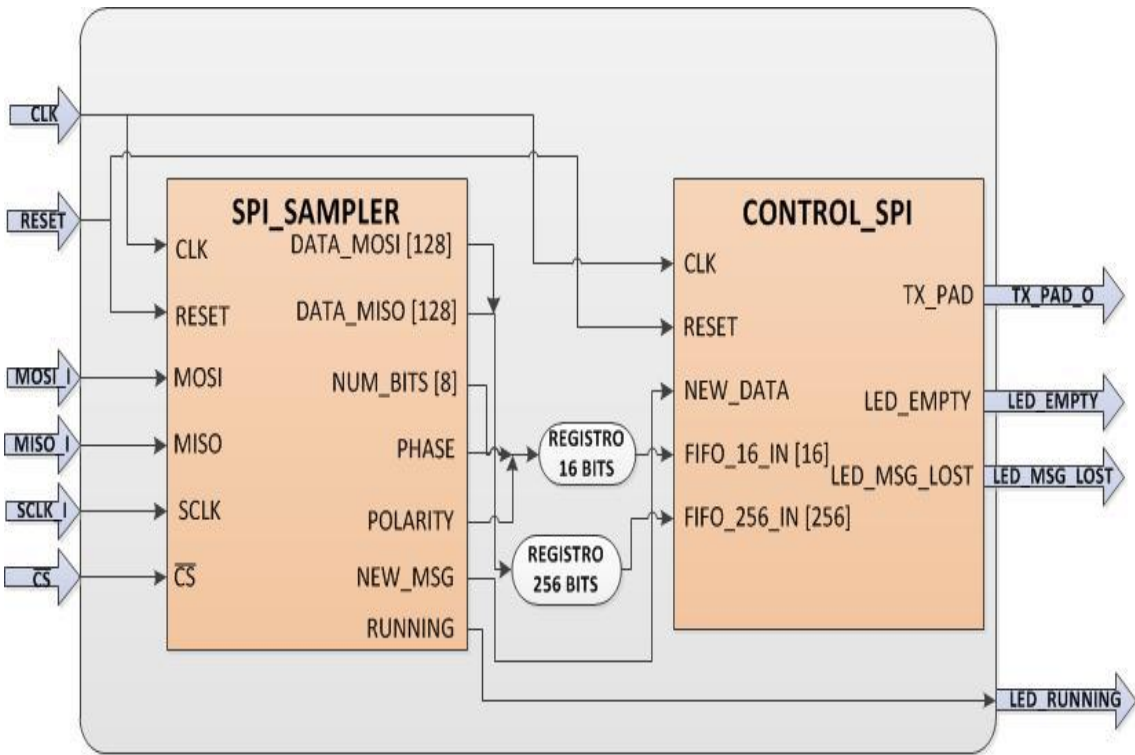 CLK
RESET
MOSI_I
MISO_I
SCLK_I
CS
SPI_SAMPLER
CLK
RESET
MOSI
MISO
SCLK
CS
DATA_MOSI [128]
DATA_MISO [128]
NUM_BITS [8]
PHASE
POLARITY
NEW_MSG
RUNNING
REGISTRO
16 BITS
REGISTRO
256 BITS
CONTROL_SPI
CLK
RESET
NEW_DATA
FIFO_16_IN [16]
FIFO_256_IN [256]
TX_PAD
LED_EMPTY
LED_MSG_LOST
TX_PAD_O
LED_EMPTY
LED_MSG_LOST
LED_RUNNING